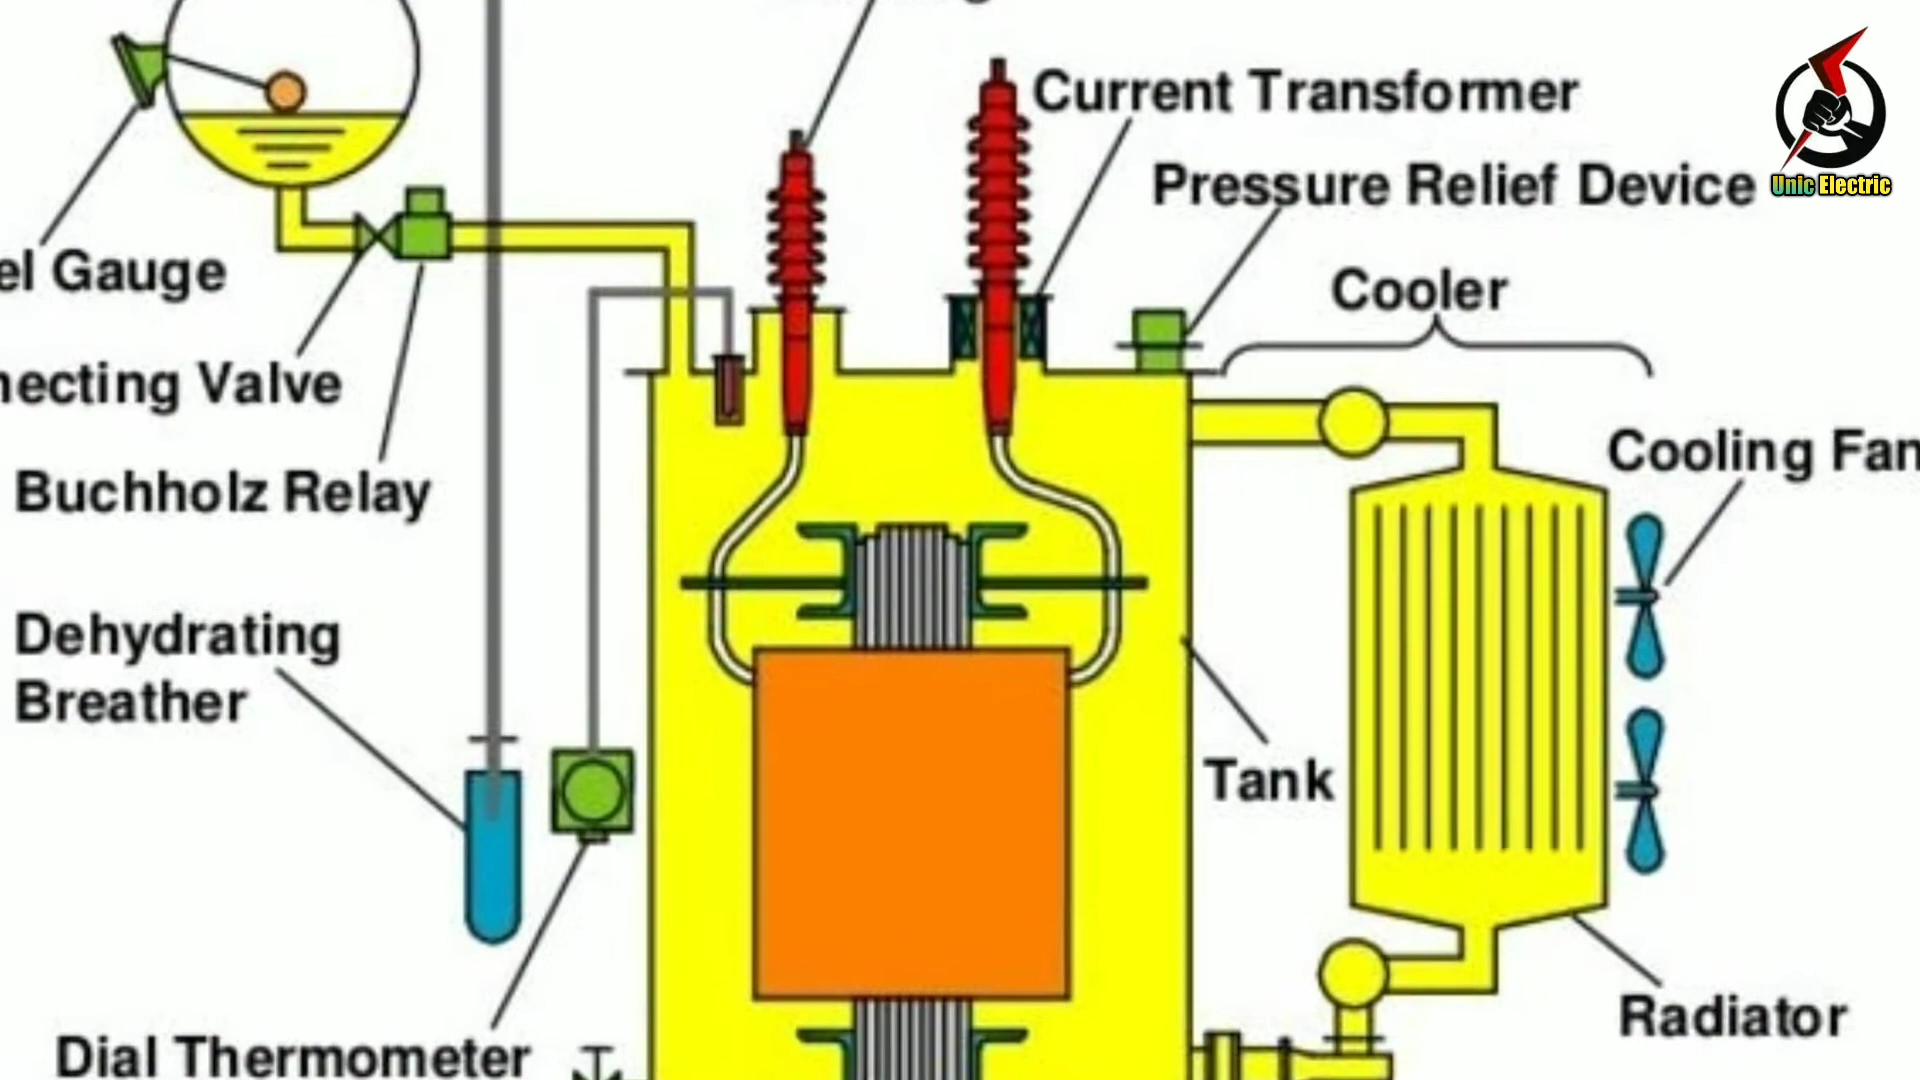 Current Transformer
Pressure Relief Device
Unic Electric
Cooler
el Gauge
necting Valve
Cooling Fan
Buchholz Relay
Dehydrating
Breather
Tank
Radiator
Dial Thermometer